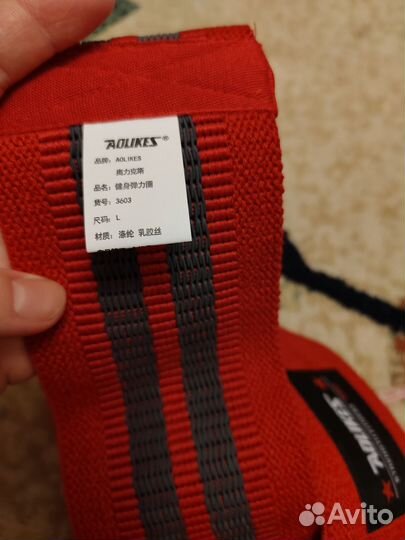 AOLIKES®
品牌: AOLIKES
奥力克斯
品名: 健身弹力圈
货号: 3603
尺码: L
材质: 涤纶 乳胶丝
AOLIKES
Avito